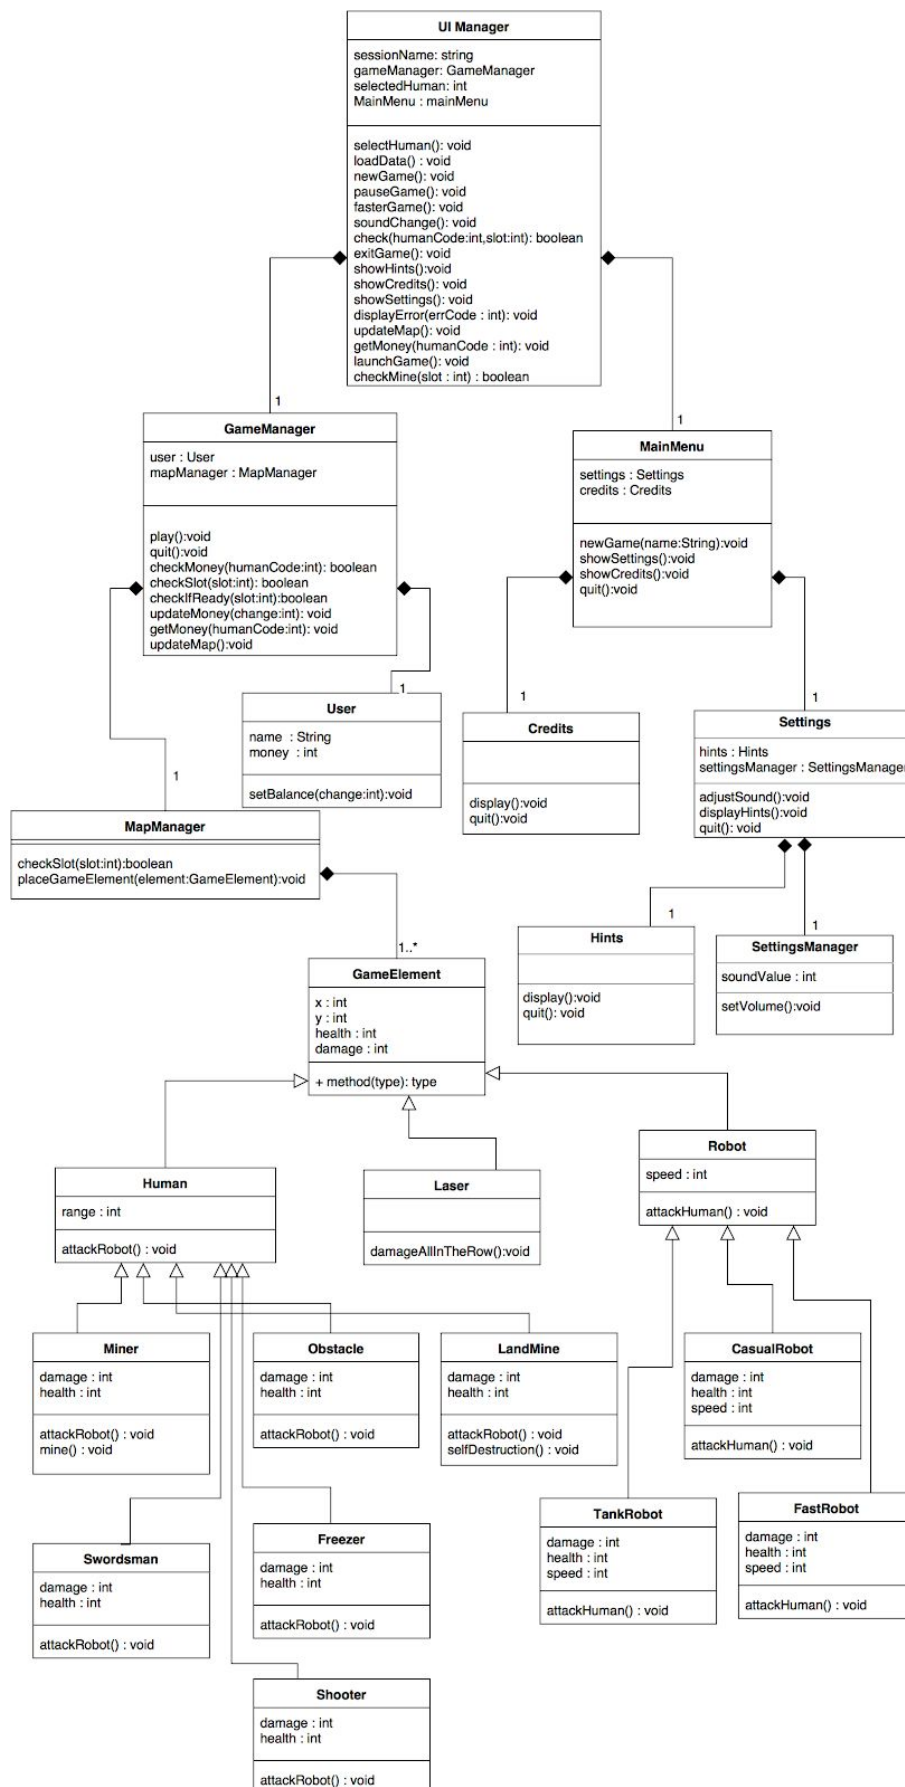 UI Manager
sessionName: string
gameManager: GameManager
selectedHuman: int
MainMenu : mainMenu
selectHuman(): void
loadData() : void
newGame(): void
pauseGame(): void
fasterGame(): void
soundChange(): void
check(humanCode:int,slot:int): boolean
exitGame(): void
showHints():void
showCredits(): void
showSettings(): void
displayError(errCode : int): void
updateMap(): void
getMoney(humanCode : int): void
launchGame(): void
checkMine(slot : int) : boolean
1
1
GameManager
user : User
mapManager : MapManager
play():void
quit():void
checkMoney(humanCode:int): boolean
checkSlot(slot:int): boolean
checkIfReady(slot:int):boolean
updateMoney(change:int): void
getMoney(humanCode:int): void
updateMap():void
MainMenu
settings : Settings
credits : Credits
newGame(name:String):void
showSettings():void
showCredits():void
quit():void
1
1
1
1
User
name : String
money : int
setBalance(change:int):void
Credits
display():void
quit():void
Settings
hints : Hints
settingsManager : SettingsManager
adjustSound():void
displayHints():void
quit(): void
MapManager
checkSlot(slot:int):boolean
placeGameElement(element:GameElement):void
1..*
1
1
Hints
display():void
quit(): void
SettingsManager
soundValue : int
setVolume():void
GameElement
x : int
y : int
health : int
damage : int
+ method(type): type
Human
range : int
attackRobot() : void
Laser
damageAllInTheRow():void
Robot
speed : int
attackHuman() : void
Miner
damage : int
health : int
attackRobot() : void
mine() : void
Obstacle
damage : int
health : int
attackRobot() : void
LandMine
damage : int
health : int
attackRobot() : void
selfDestruction() : void
CasualRobot
damage : int
health : int
speed : int
attackHuman() : void
Swordsman
damage : int
health : int
attackRobot() : void
Freezer
damage : int
health : int
attackRobot() : void
TankRobot
damage : int
health : int
speed : int
attackHuman() : void
FastRobot
damage : int
health : int
speed : int
attackHuman() : void
Shooter
damage : int
health : int
attackRobot() : void